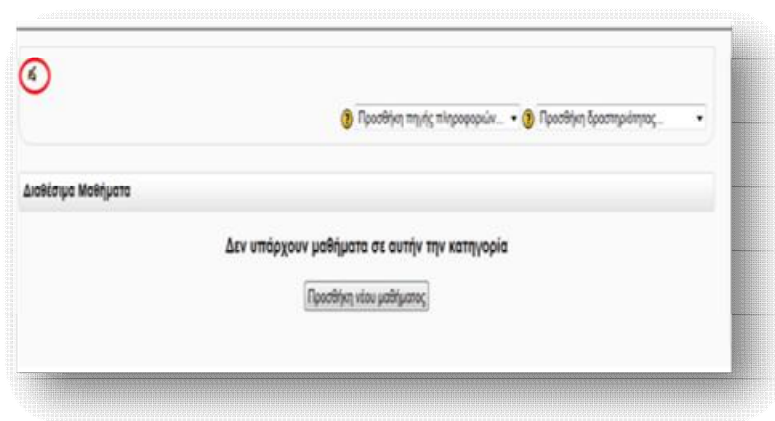 Προσθήκη πηγής πληροφοριών... Προσθήκη δραστηριότητας...
Διαθέσιμα Μαθήματα
Δεν υπάρχουν μαθήματα σε αυτήν την κατηγορία
Προσθήκη νέου μαθήματος